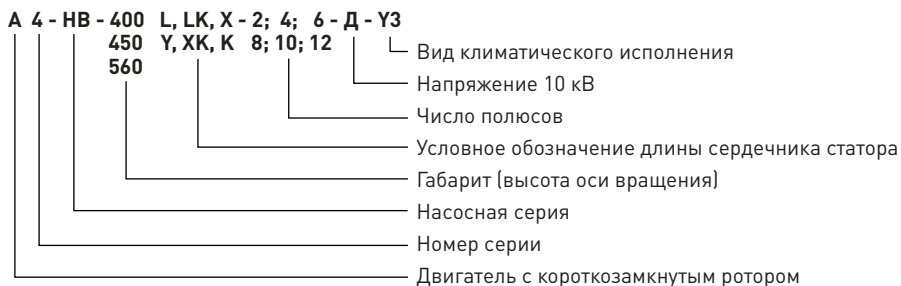 А 4 - НВ - 400 L, LK, X - 2; 4; 6 - Д - Y3
450 Y, XK, K 8; 10; 12
560
Вид климатического исполнения
Напряжение 10 кВ
Число полюсов
Условное обозначение длины сердечника статора
Габарит (высота оси вращения)
Насосная серия
Номер серии
Двигатель с короткозамкнутым ротором